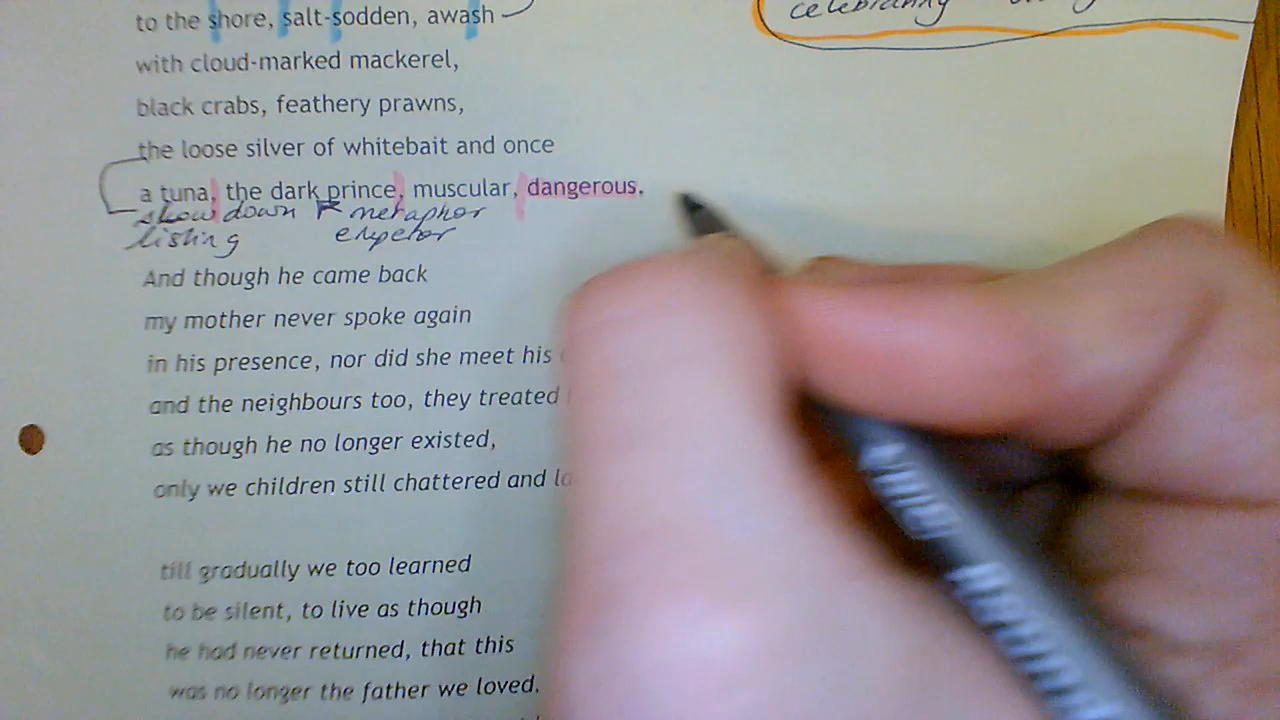 to the shore, salt-sodden, awash
with cloud-marked mackerel,
black crabs, feathery prawns,
the loose silver of whitebait and once
a tuna, the dark prince, muscular, dangerous.
slow down metaphor
listing emperor
And though he came back
my mother never spoke again
in his presence, nor did she meet his
and the neighbours too, they treated
as though he no longer existed,
only we children still chattered and
till gradually we too learned
to be silent, to live as though
he had never returned, that this
was no longer the father we loved.